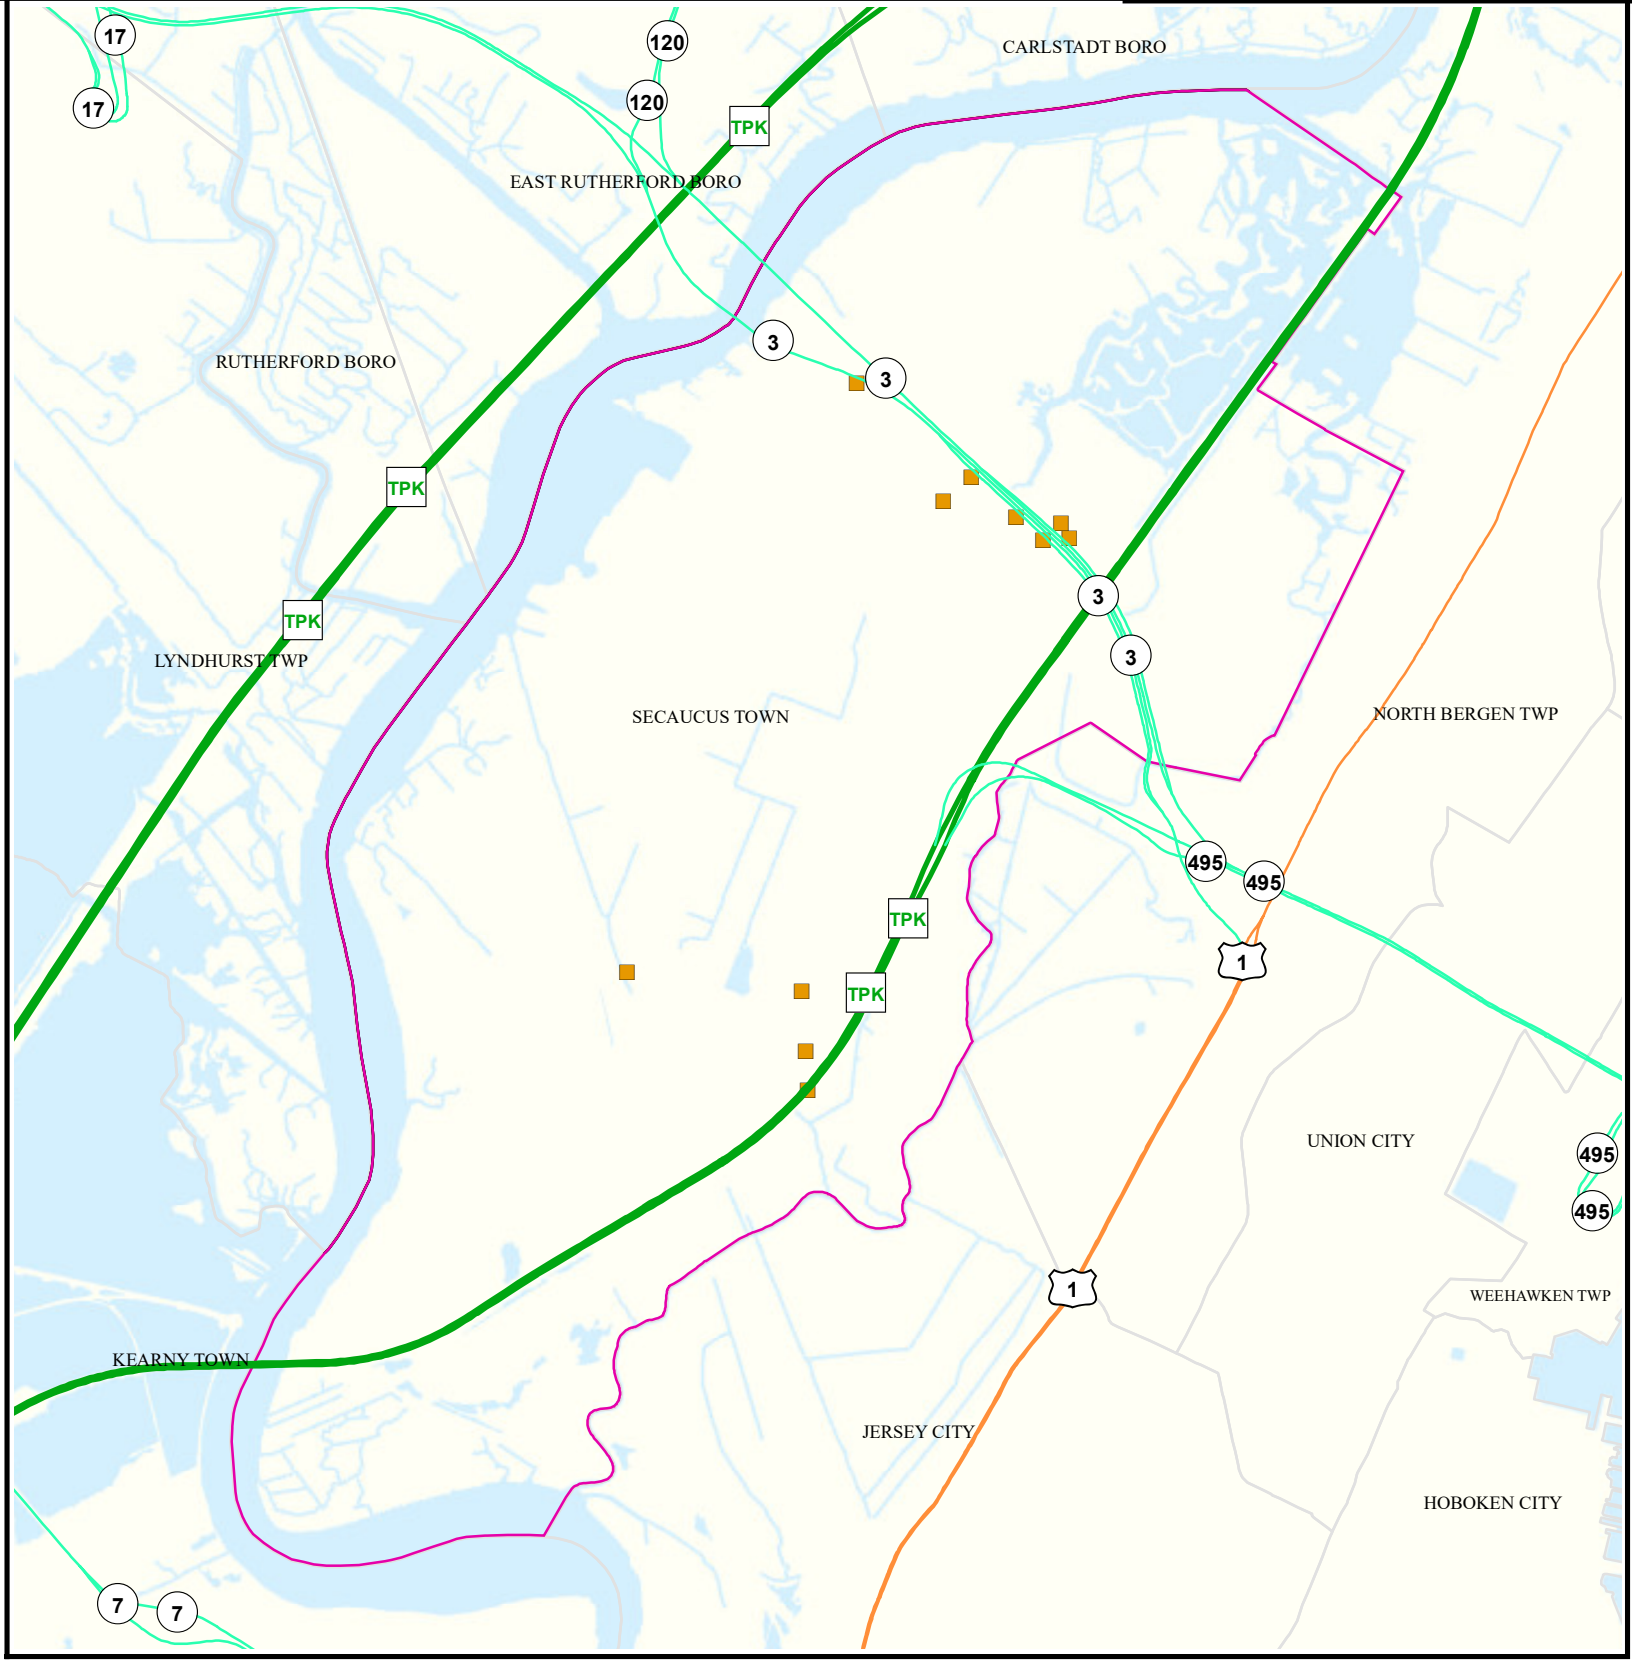 17
120
CARLSTADT BORO
120
17
TPK
EAST RUTHERFORD BORO
3
RUTHERFORD BORO
3
TPK
3
TPK
3
LYNDHURST TWP
SECAUCUS TOWN
NORTH BERGEN TWP
495
495
TPK
1
TPK
UNION CITY
495
495
1
WEEHAWKEN TWP
KEARNY TOWN
JERSEY CITY
HOBOKEN CITY
7
7